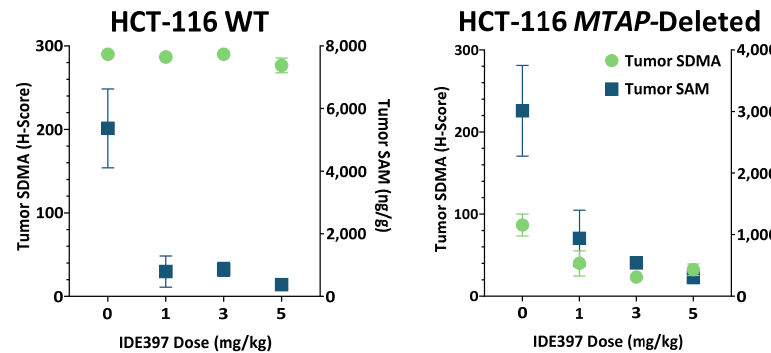 HCT-116 WT
Tumor SDMA (H-Score)
300
200
100
0
8,000
6,000
4,000
2,000
0
Tumor SAM (ng/g)
0 1 3 5
IDE397 Dose (mg/kg)
HCT-116 MTAP-Deleted
Tumor SDMA (H-Score)
300
200
100
0
Tumor SDMA
Tumor SAM
4,000
3,000
2,000
1,000
0
0 1 3 5
IDE397 Dose (mg/kg)